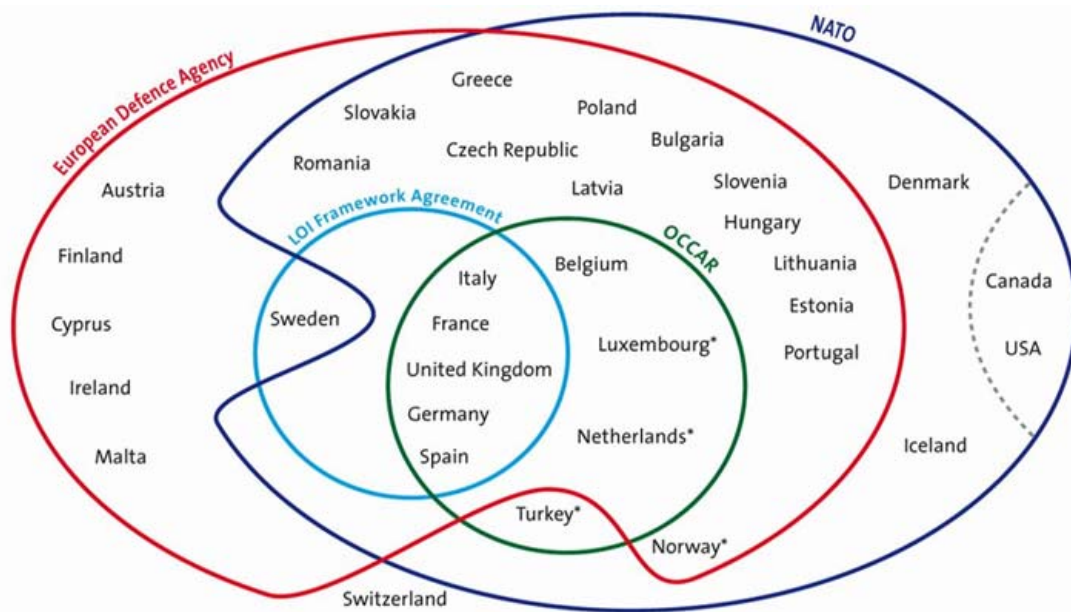 NATO
European Defence Agency
Greece
Slovakia
Poland
Bulgaria
Czech Republic
Romania
Austria
Latvia
Slovenia
Denmark
LOI Framework Agreement
OCCAR
Hungary
Finland
Italy
Belgium
Lithuania
Canada
Sweden
Estonia
Cyprus
France
Luxembourg*
Portugal
USA
United Kingdom
Ireland
Germany
Netherlands*
Iceland
Malta
Spain
Turkey*
Norway*
Switzerland